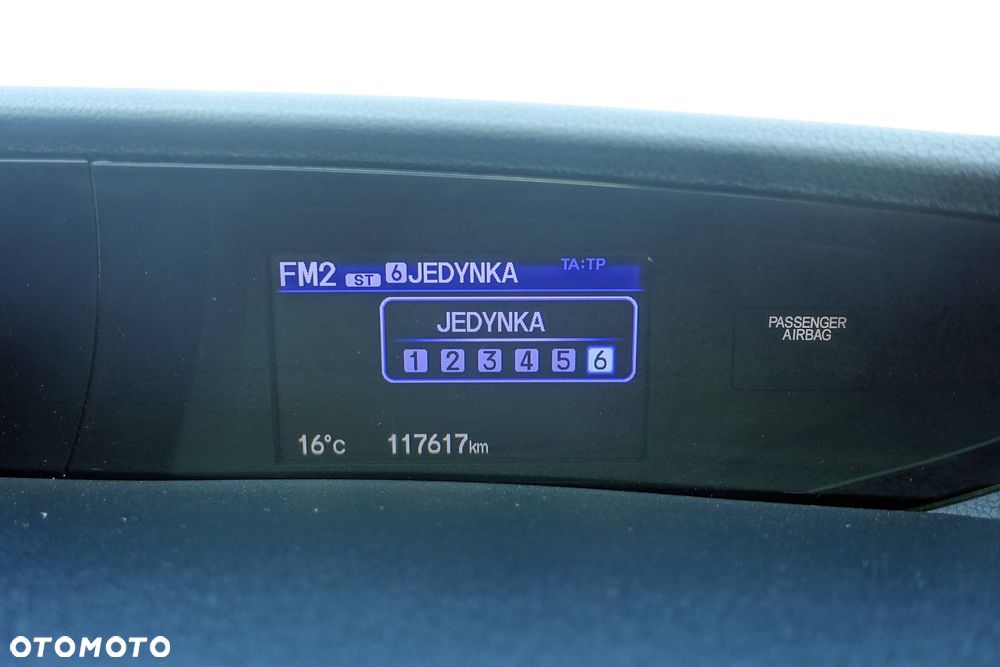 FM2 ST 6 JEDYNKA TA:TP
JEDYNKA
1 2 3 4 5 6
16°C 117617km
PASSENGER
AIRBAG
OTOMOTO